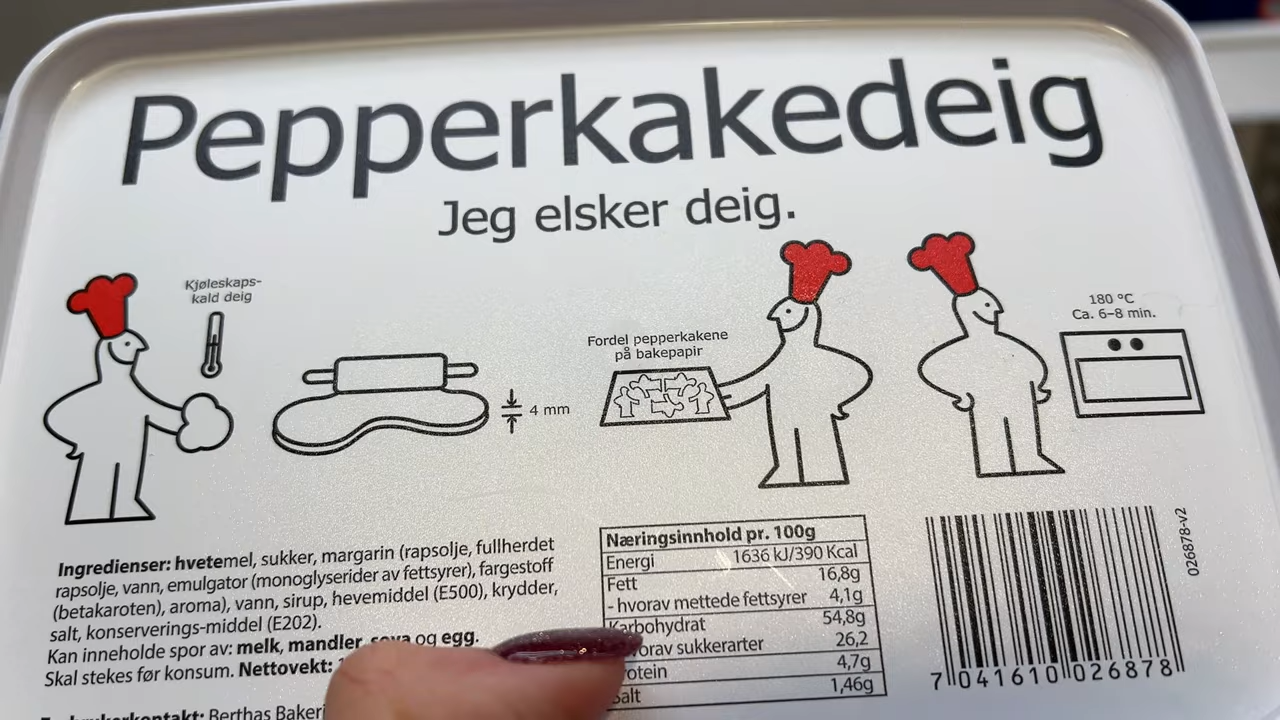 Pepperkakedeig
Jeg elsker deig.
Kjøleskaps-
kald deig
4 mm
Fordel pepperkakene
på bakepapir
180 °C
Ca. 6–8 min.
Ingredienser: hvetemel, sukker, margarin (rapsolje, fullherdet
rapsolje, vann, emulgator (monoglyserider av fettsyrer), fargestoff
(betakaroten), aroma), vann, sirup, hevemiddel (E500), krydder,
salt, konserverings-middel (E202).
Kan inneholde spor av: melk, mandler, soya og egg.
Skal stekes før konsum. Nettovekt:
Berthas Bakeri
Næringsinnhold pr. 100g
Energi 1636 kJ/390 Kcal
Fett 16,8g
- hvorav mettede fettsyrer 4,1g
Karbohydrat 54,8g
sukkerarter 26,2
4,7g
Salt 1,46g
7 041610 026878
026878-v2